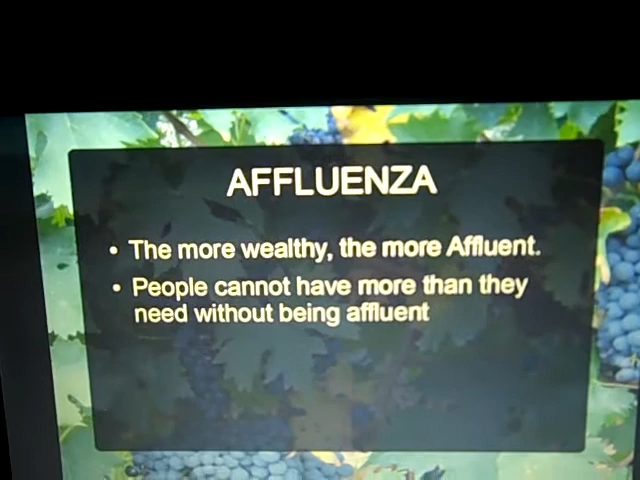 AFFLUENZA
• The more wealthy, the more Affluent.
• People cannot have more than they
need without being affluent